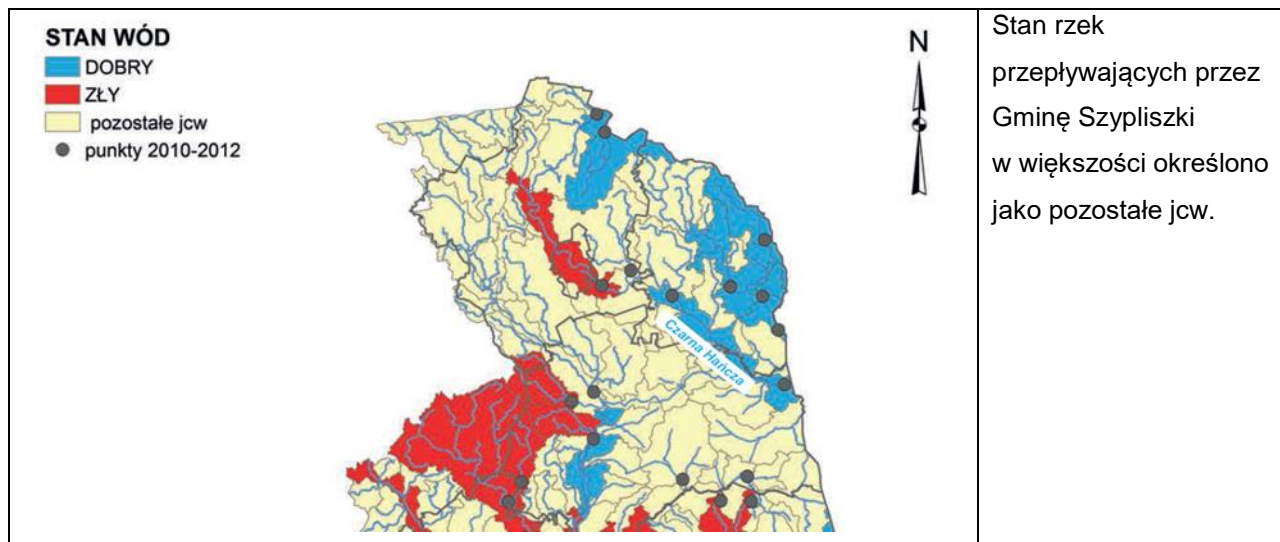 STAN WÓD
DOBRY
ZŁY
pozostałe jcw
punkty 2010-2012
N
Czarna Hańcza
Stan rzek
przepływających przez
Gminę Szypliszki
w większości określono
jako pozostałe jcw.